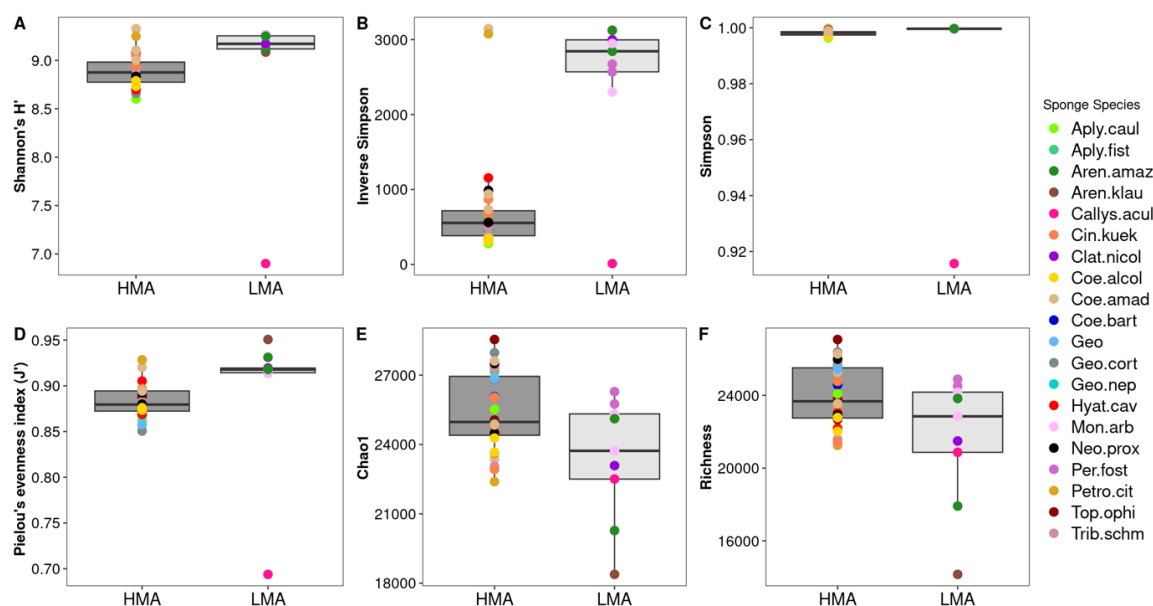 A
B
C
Shannon's H'
9.0
8.5
8.0
7.5
7.0
HMA
LMA
Inverse Simpson
3000
2000
1000
0
HMA
LMA
Simpson
1.00
0.98
0.96
0.94
0.92
HMA
LMA
D
E
F
Pielou's evenness index (J')
0.95
0.90
0.85
0.80
0.75
0.70
HMA
LMA
Chao1
27000
24000
21000
18000
HMA
LMA
Richness
24000
20000
16000
HMA
LMA
Sponge Species
Aply.caul
Aply.fist
Aren.amaz
Aren.klau
Callys.acul
Cin.kuek
Clat.nicol
Coe.alcol
Coe.amad
Coe.bart
Geo
Geo.cort
Geo.nep
Hyat.cav
Mon.arb
Neo.prox
Per.fost
Petro.cit
Top.ophi
Trib.schm